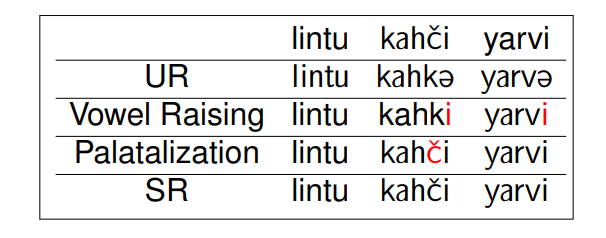 lintu kahči yarvi
UR lintu kahkə yarvə
Vowel Raising lintu kahki yarvi
Palatalization lintu kahči yarvi
SR lintu kahči yarvi